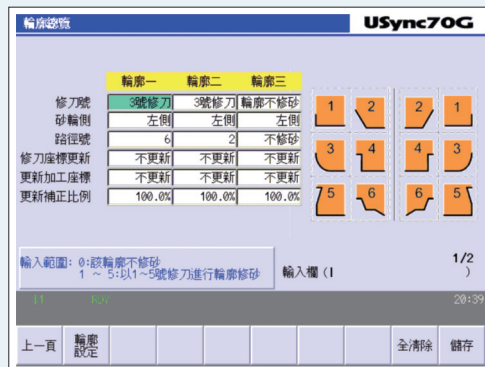 輪廓總覽 USync70G
輪廓一 輪廓二 輪廓三
修刀號 3號修刀 3號修刀 輪廓不修砂
砂輪側 左側 左側 左側
路徑號 6 2 不修砂
修刀座標更新 不更新 不更新 不更新
更新加工座標 不更新 不更新 不更新
更新補正比例 100.0% 100.0% 100.0%
1 2 2 1
3 4 4 3
5 6 6 5
輸入範圍: 0:該輪廓不修砂
1 ~ 5:以1~5號修刀進行輪廓修砂
輸入欄 ( )
1/2
20:39
上一頁 輪廓設定 全清除 儲存